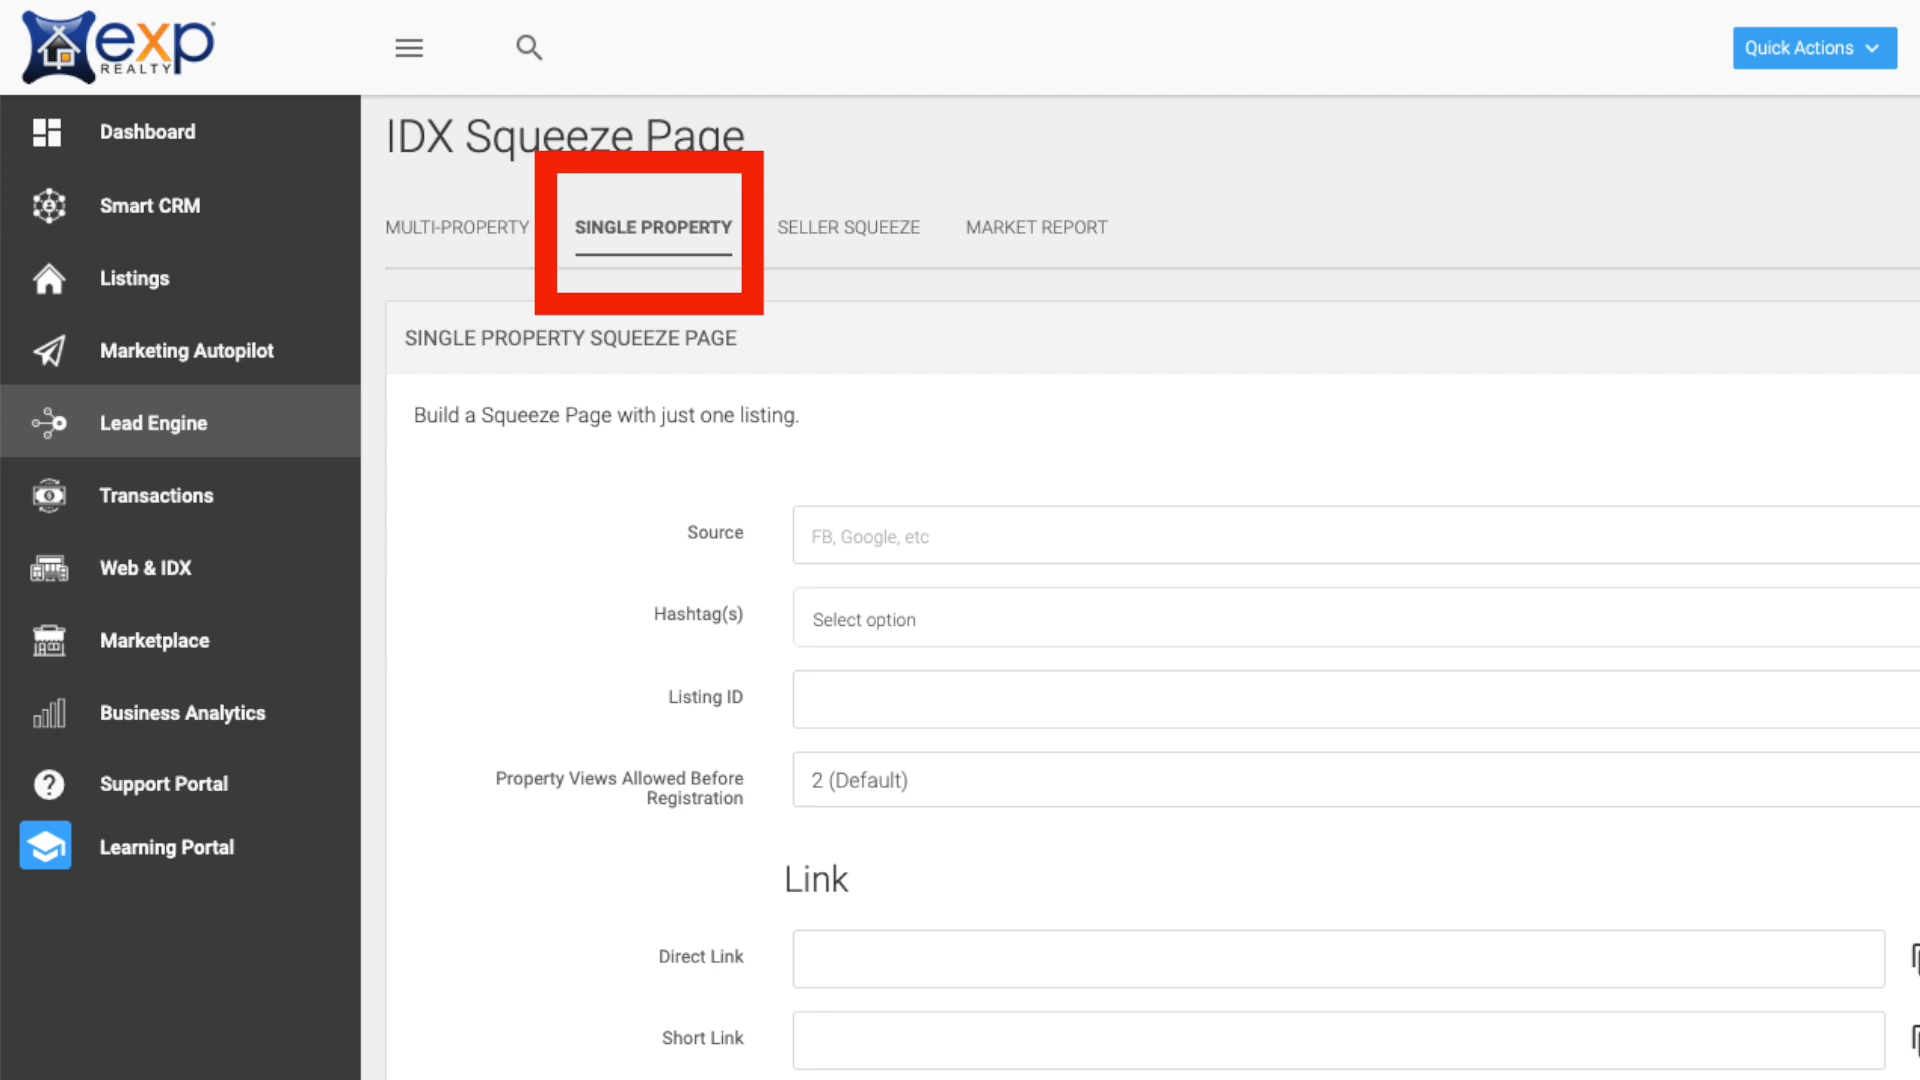 exp
REALTY
Quick Actions
Dashboard
Smart CRM
Listings
Marketing Autopilot
Lead Engine
Transactions
Web & IDX
Marketplace
Business Analytics
Support Portal
Learning Portal
IDX Squeeze Page
MULTI-PROPERTY SINGLE PROPERTY SELLER SQUEEZE MARKET REPORT
SINGLE PROPERTY SQUEEZE PAGE
Build a Squeeze Page with just one listing.
Source FB, Google, etc
Hashtag(s) Select option
Listing ID
Property Views Allowed Before
Registration
2 (Default)
Link
Direct Link
Short Link